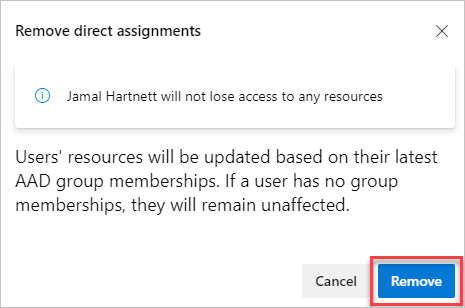 Remove direct assignments
Jamal Hartnett will not lose access to any resources
Users' resources will be updated based on their latest
AAD group memberships. If a user has no group
memberships, they will remain unaffected.
Cancel
Remove